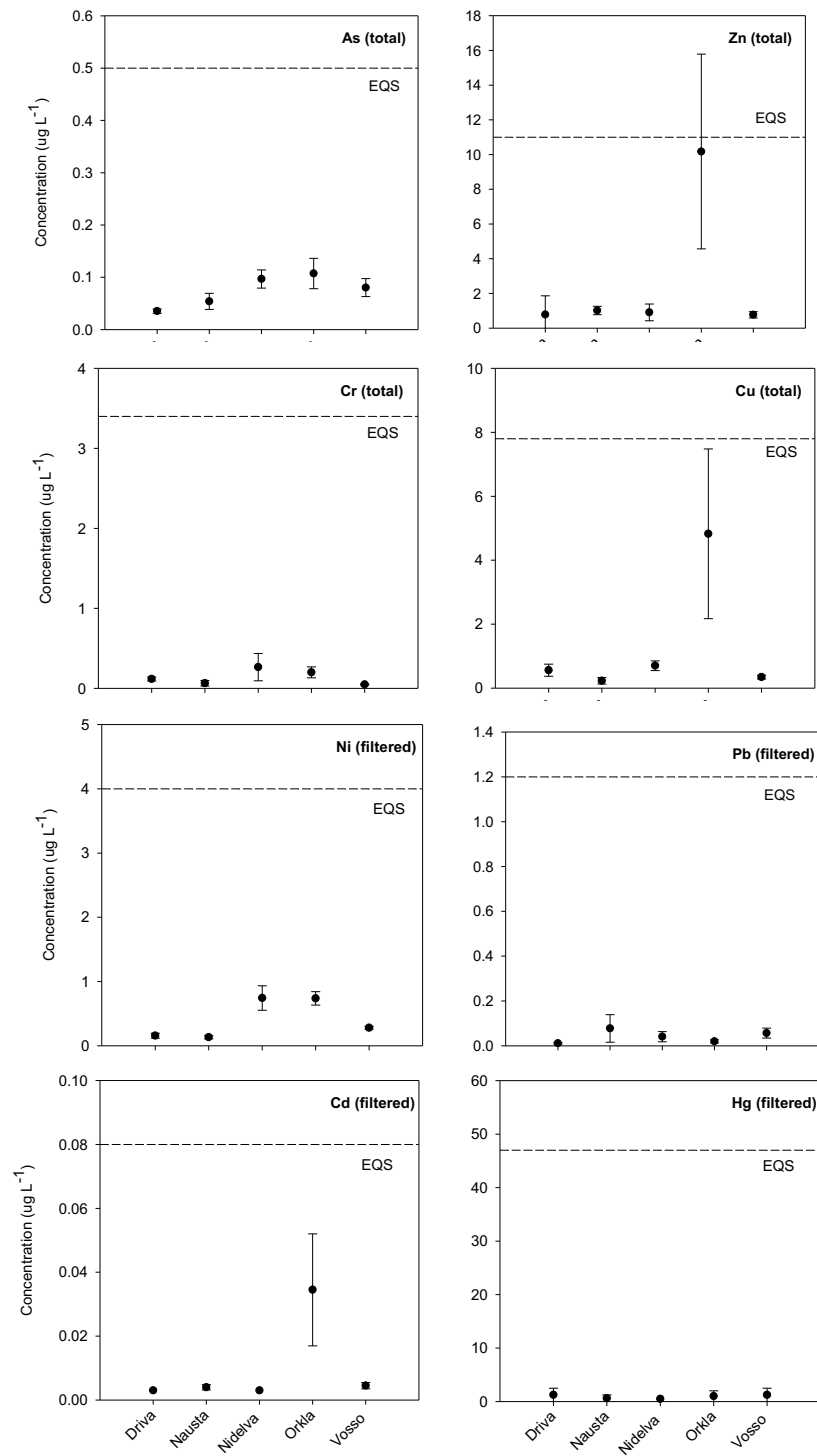 As (total)
EQS
Concentration (ug L-1)
0.6
0.5
0.4
0.3
0.2
0.1
0.0
Zn (total)
EQS
18
16
14
12
10
8
6
4
2
0
Cr (total)
EQS
Concentration (ug L-1)
4
3
2
1
0
Cu (total)
EQS
10
8
6
4
2
0
Ni (filtered)
EQS
Concentration (ug L-1)
5
4
3
2
1
0
Pb (filtered)
EQS
1.4
1.2
1.0
0.8
0.6
0.4
0.2
0.0
Cd (filtered)
EQS
Concentration (ug L-1)
0.10
0.08
0.06
0.04
0.02
0.00
Driva
Nausta
Nidelva
Orkla
Vosso
Hg (filtered)
EQS
60
50
40
30
20
10
0
Driva
Nausta
Nidelva
Orkla
Vosso